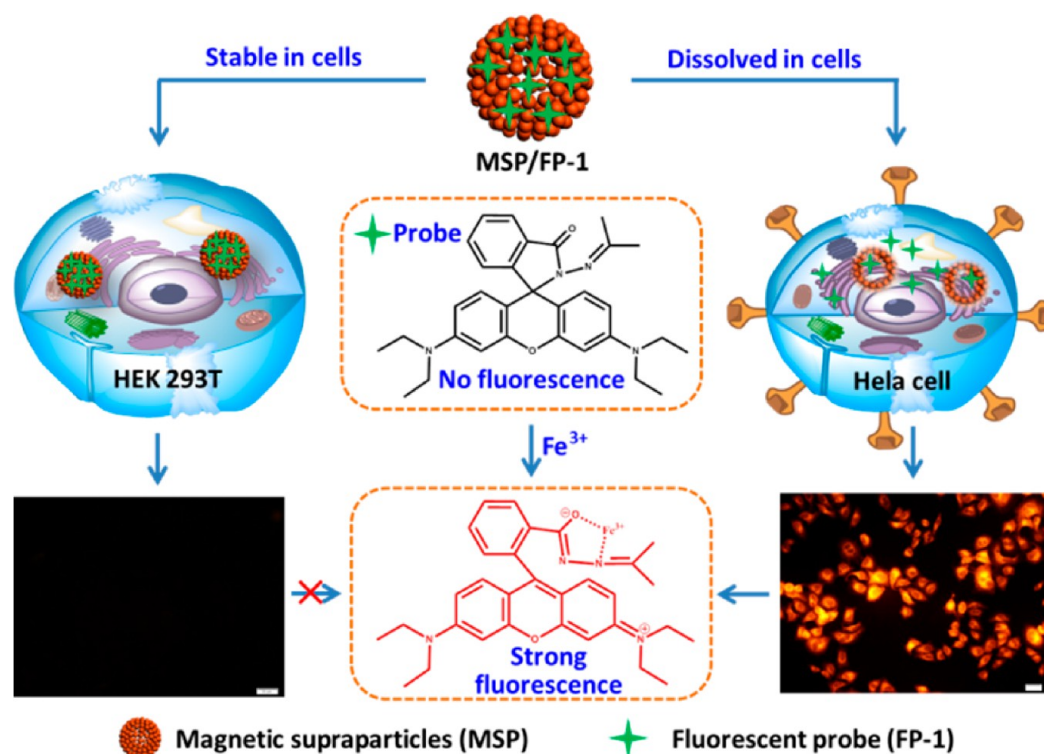 Stable in cells
Dissolved in cells
MSP/FP-1
Probe
O
N
N
N
O
N
No fluorescence
HEK 293T
Hela cell
Fe³⁺
⊖O
Fe³⁺
N
N
N
O
N⊕
Strong
fluorescence
Magnetic supraparticles (MSP)
Fluorescent probe (FP-1)